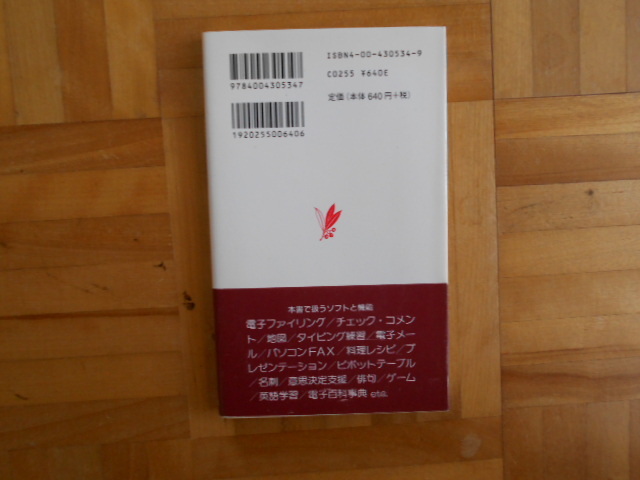 ISBN4-00-430534-9
C0255 ¥640E
定価(本体 640円+税)
9784004305347
1920255006406
本書で扱うソフトと機能
電子ファイリング/チェック・コメン
ト/地図/タイピング練習/電子メー
ル/パソコンFAX/料理レシピ/プ
レゼンテーション/ピボットテーブル
/名刺/意思決定支援/俳句/ゲーム
/英語学習/電子百科事典 etc.